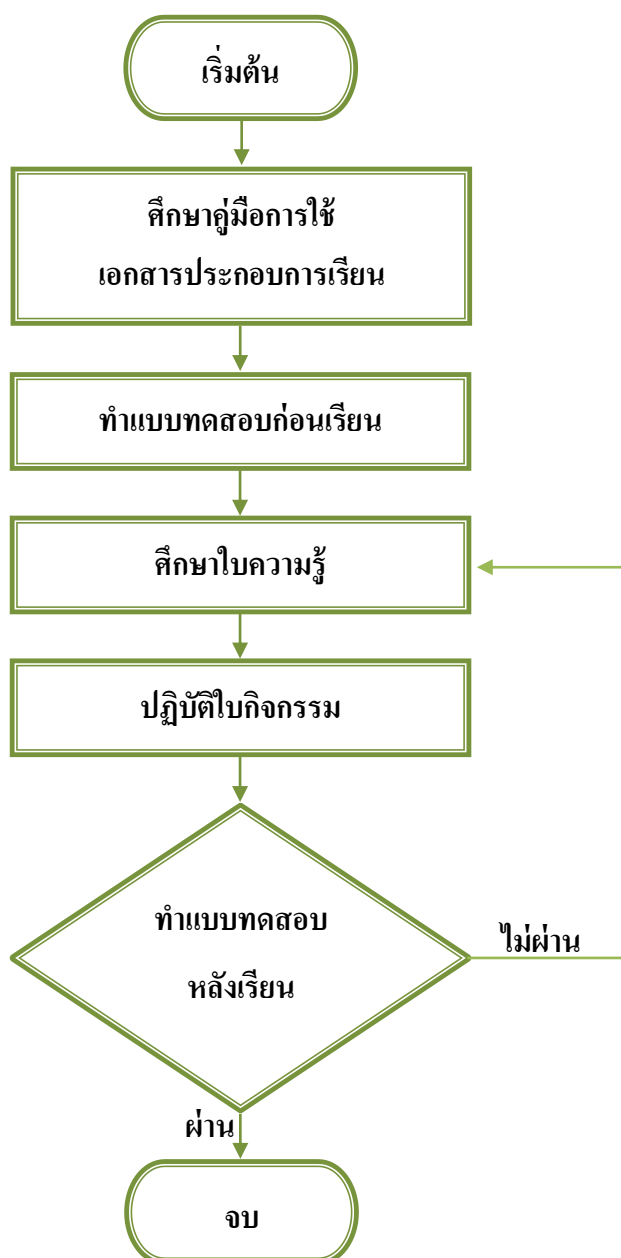 เริ่มต้น
ศึกษาคู่มือการใช้
เอกสารประกอบการเรียน
ทำแบบทดสอบก่อนเรียน
ศึกษาใบความรู้
ปฏิบัติใบกิจกรรม
ทำแบบทดสอบ
หลังเรียน
ไม่ผ่าน
ผ่าน
จบ